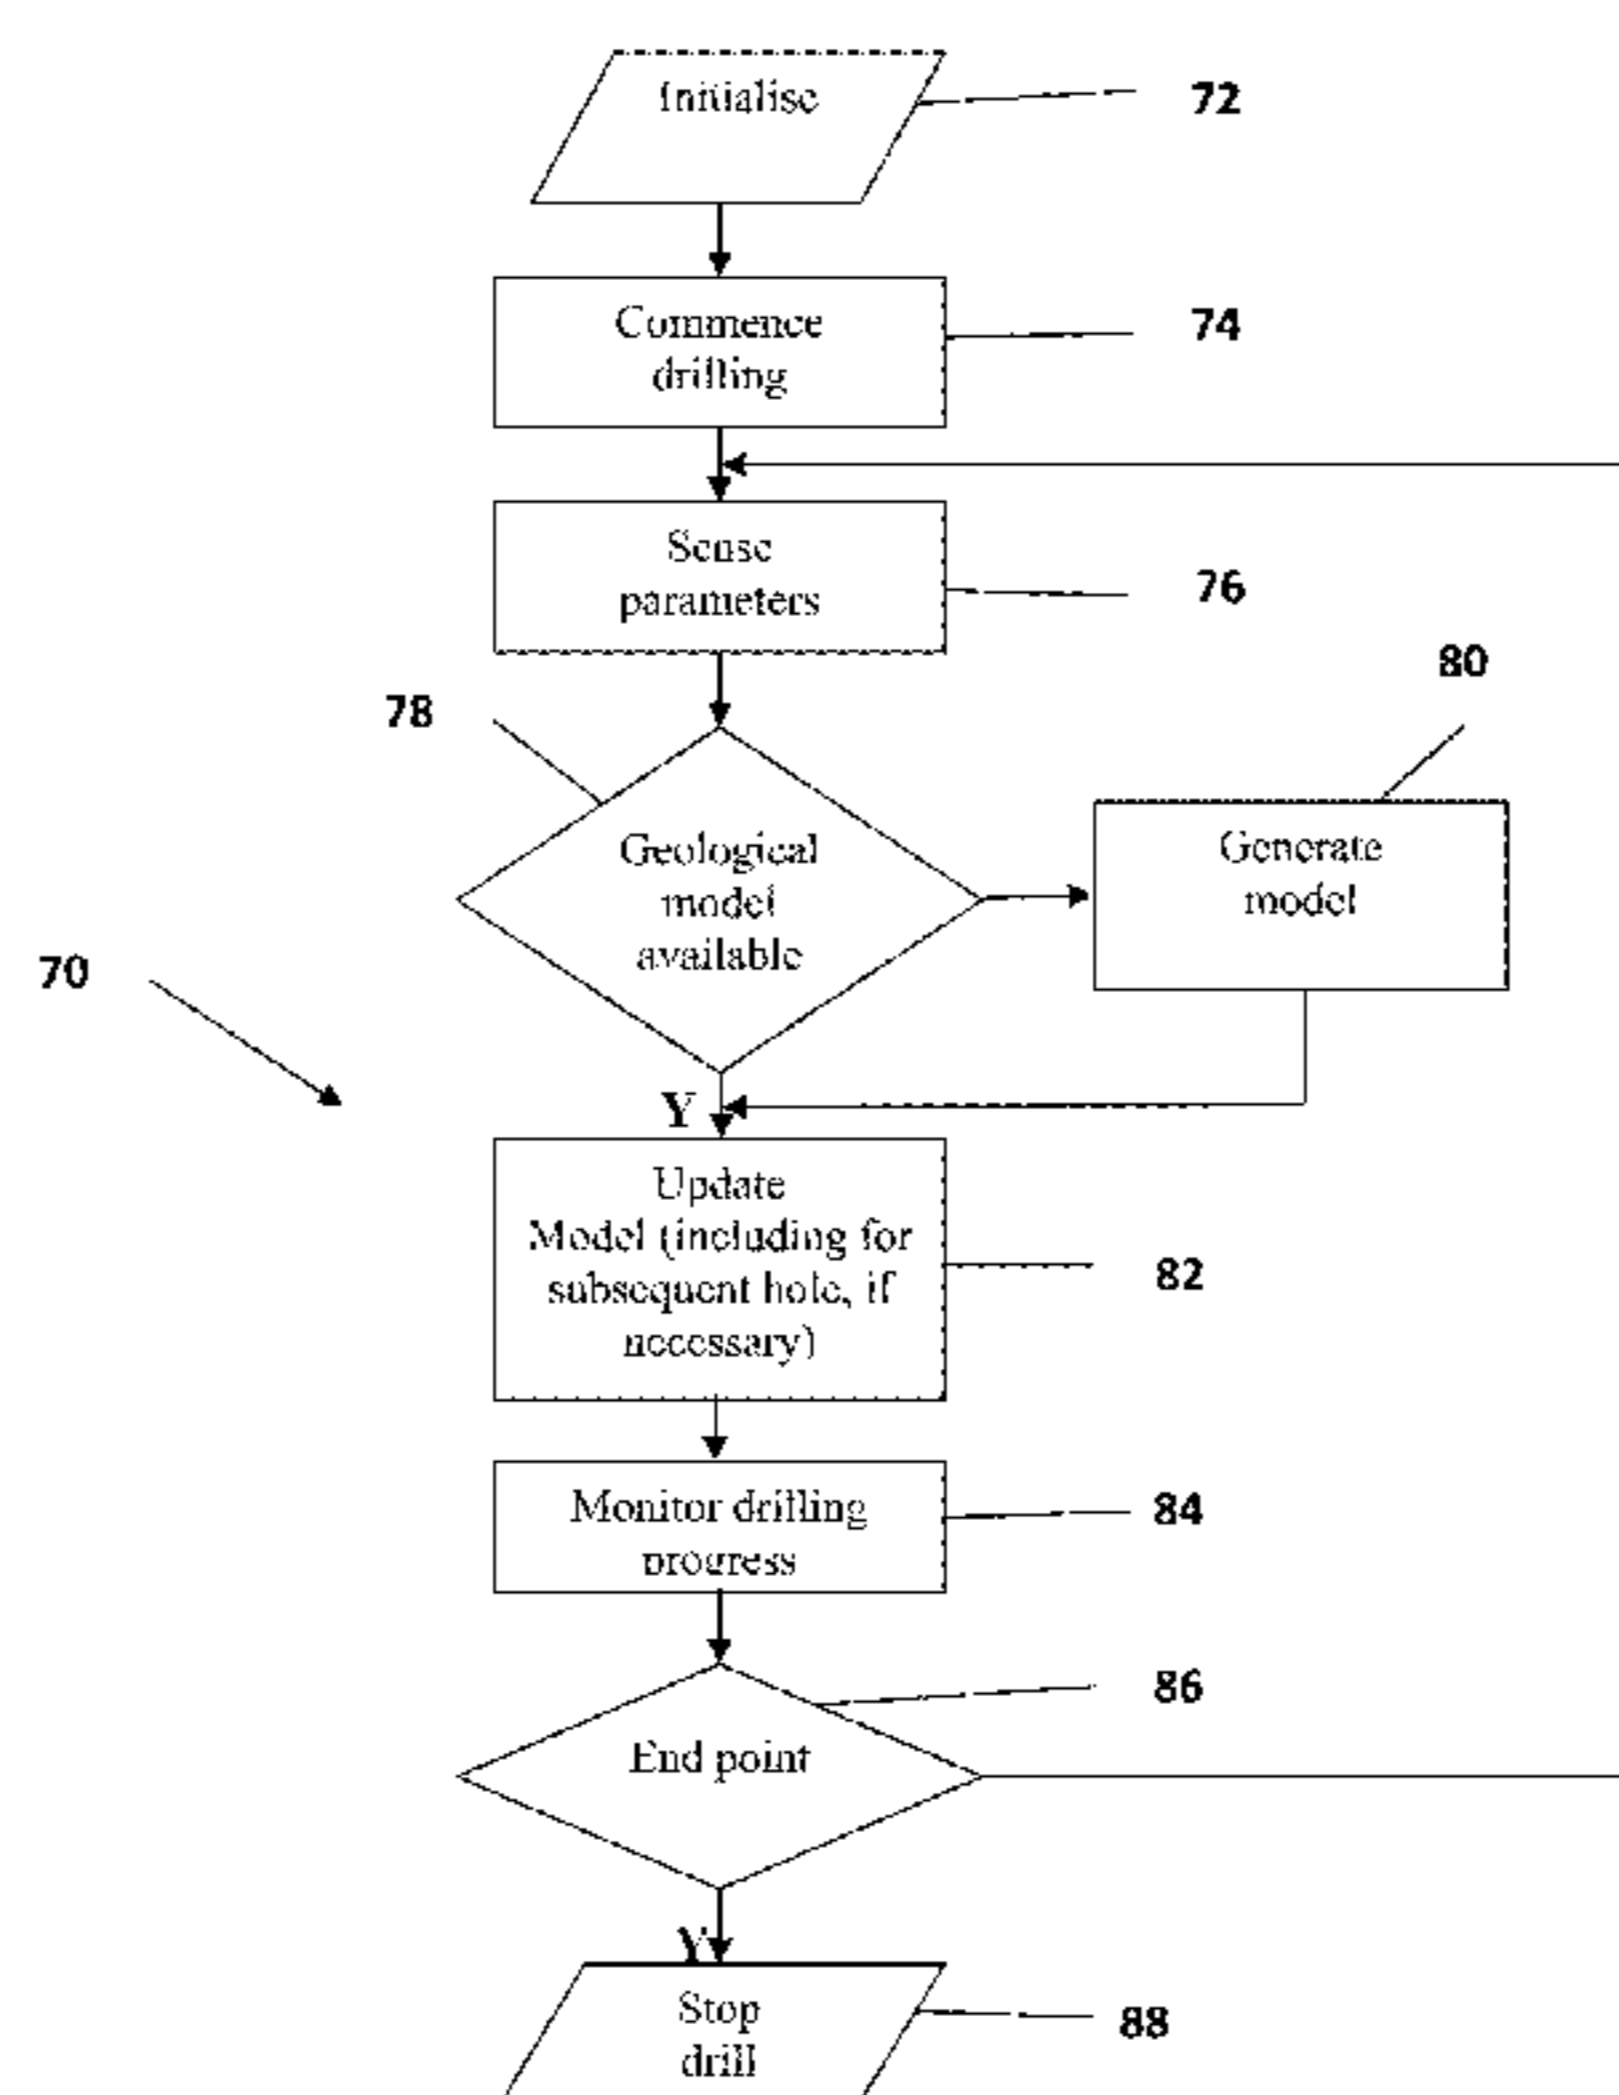 Initialise
72
Commence
drilling
74
Sense
parameters
76
80
78
Geological
model
available
Generate
model
70
Y
Update
Model (including for
subsequent hole, if
necessary)
82
Monitor drilling
progress
84
86
End point
Y
Stop
drill
88